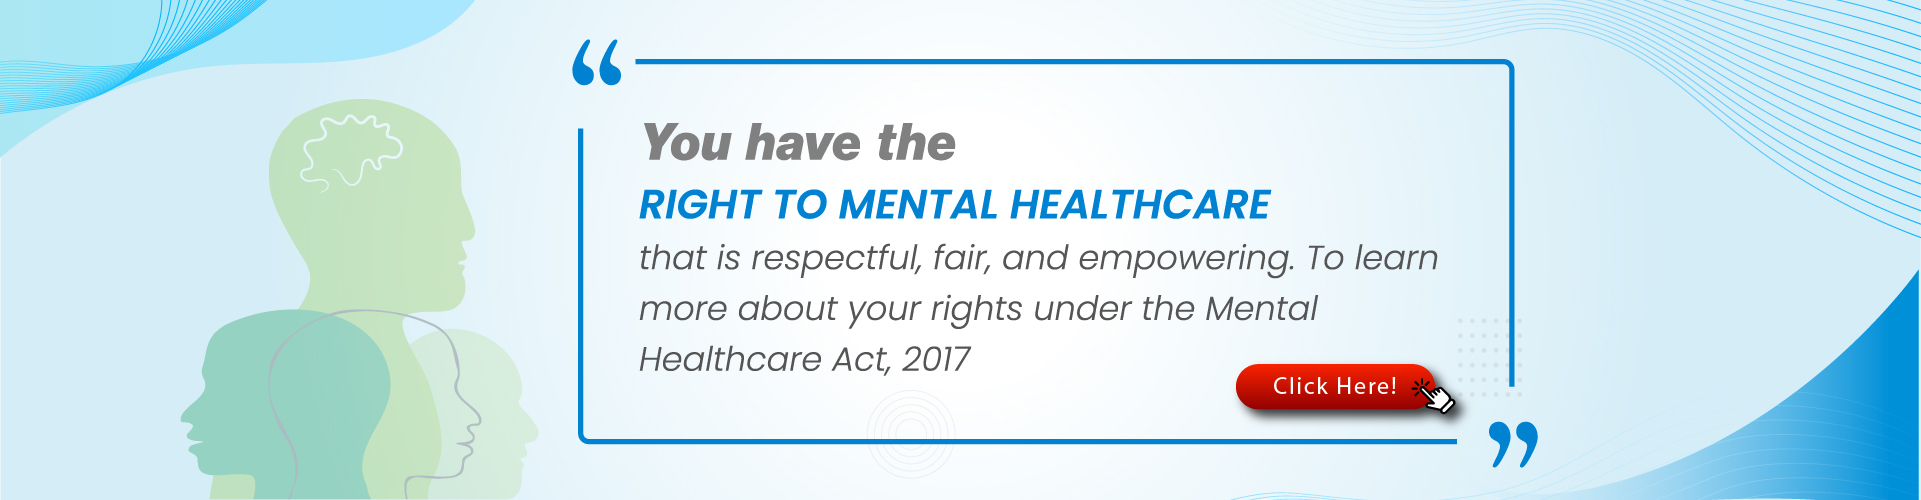 You have the
RIGHT TO MENTAL HEALTHCARE
that is respectful, fair, and empowering. To learn
more about your rights under the Mental
Healthcare Act, 2017
Click Here!